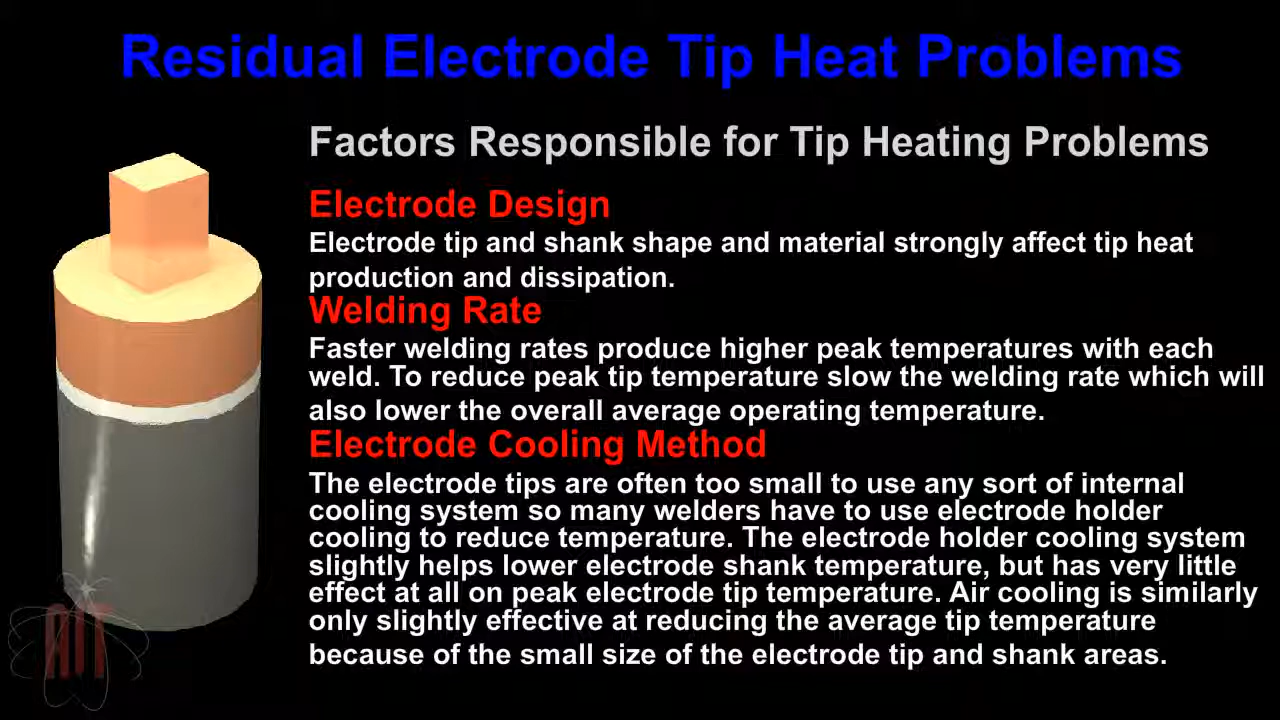 Residual Electrode Tip Heat Problems
Factors Responsible for Tip Heating Problems
Electrode Design
Electrode tip and shank shape and material strongly affect tip heat
production and dissipation.
Welding Rate
Faster welding rates produce higher peak temperatures with each
weld. To reduce peak tip temperature slow the welding rate which will
also lower the overall average operating temperature.
Electrode Cooling Method
The electrode tips are often too small to use any sort of internal
cooling system so many welders have to use electrode holder
cooling to reduce temperature. The electrode holder cooling system
slightly helps lower electrode shank temperature, but has very little
effect at all on peak electrode tip temperature. Air cooling is similarly
only slightly effective at reducing the average tip temperature
because of the small size of the electrode tip and shank areas.